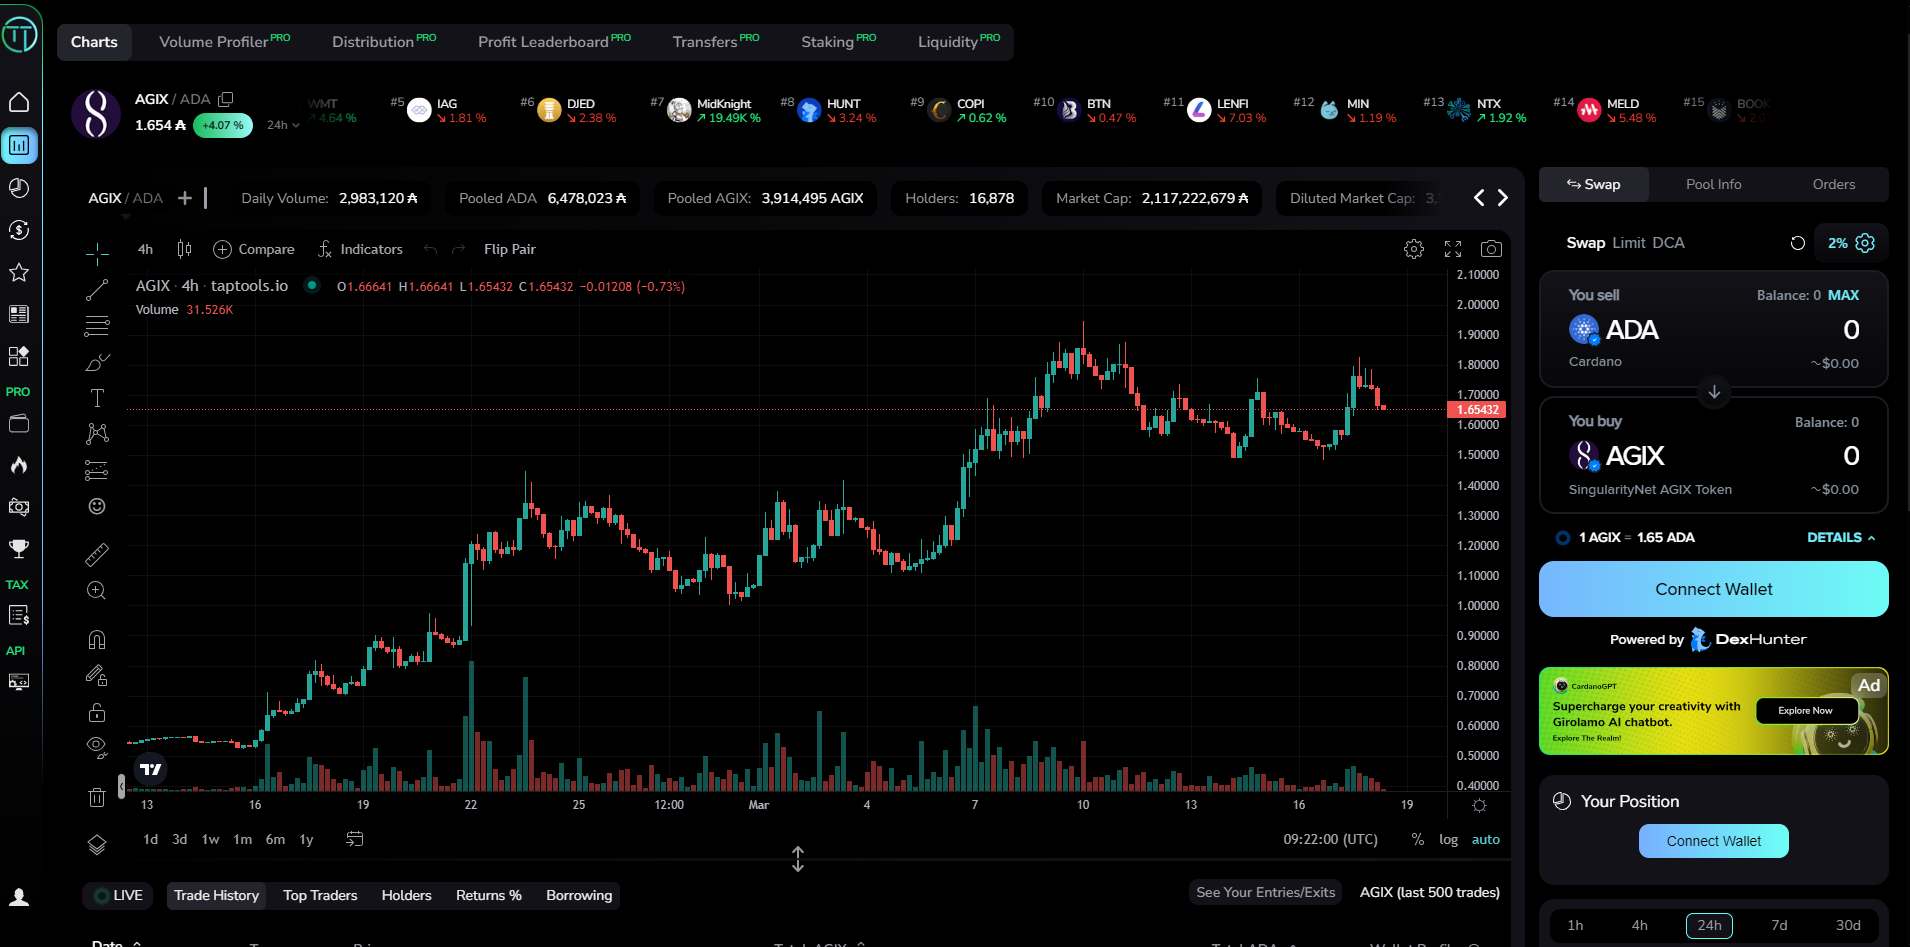 Charts
Volume Profiler PRO
Distribution PRO
Profit Leaderboard PRO
Transfers PRO
Staking PRO
Liquidity PRO
AGIX / ADA
1.654 ₳ +4.07 % 24h
WMT
↗ 4.64 %
#5 IAG
↘ 1.81 %
#6 DJED
↘ 2.38 %
#7 MidKnight
↗ 19.49K %
#8 HUNT
↘ 3.24 %
#9 COPI
↗ 0.62 %
#10 BTN
↘ 0.47 %
#11 LENFI
↘ 7.03 %
#12 MIN
↘ 1.19 %
#13 NTX
↗ 1.92 %
#14 MELD
↘ 5.48 %
#15 BOOK
PRO
TAX
API
AGIX / ADA +
Daily Volume: 2,983,120 ₳
Pooled ADA 6,478,023 ₳
Pooled AGIX: 3,914,495 AGIX
Holders: 16,878
Market Cap: 2,117,222,679 ₳
Diluted Market Cap:
4h
Compare
Indicators
Flip Pair
AGIX · 4h · taptools.io O1.66641 H1.66641 L1.65432 C1.65432 −0.01208 (−0.73%)
Volume 31.526K
2.10000
2.00000
1.90000
1.80000
1.70000
1.65432
1.60000
1.50000
1.40000
1.30000
1.20000
1.10000
1.00000
0.90000
0.80000
0.70000
0.60000
0.50000
0.40000
13 16 19 22 25 12:00 Mar 4 7 10 13 16 19
1d 3d 1w 1m 6m 1y
09:22:00 (UTC) % log auto
LIVE
Trade History
Top Traders
Holders
Returns %
Borrowing
See Your Entries/Exits
AGIX (last 500 trades)
Date
Swap
Pool Info
Orders
Swap Limit DCA
2%
You sell
Balance: 0 MAX
ADA 0
Cardano ~$0.00
You buy
Balance: 0
AGIX 0
SingularityNet AGIX Token ~$0.00
1 AGIX = 1.65 ADA
DETAILS
Connect Wallet
Powered by DexHunter
CardanoGPT
Ad
Supercharge your creativity with
Girolamo AI chatbot.
Explore The Realm!
Explore Now
Your Position
Connect Wallet
1h 4h 24h 7d 30d